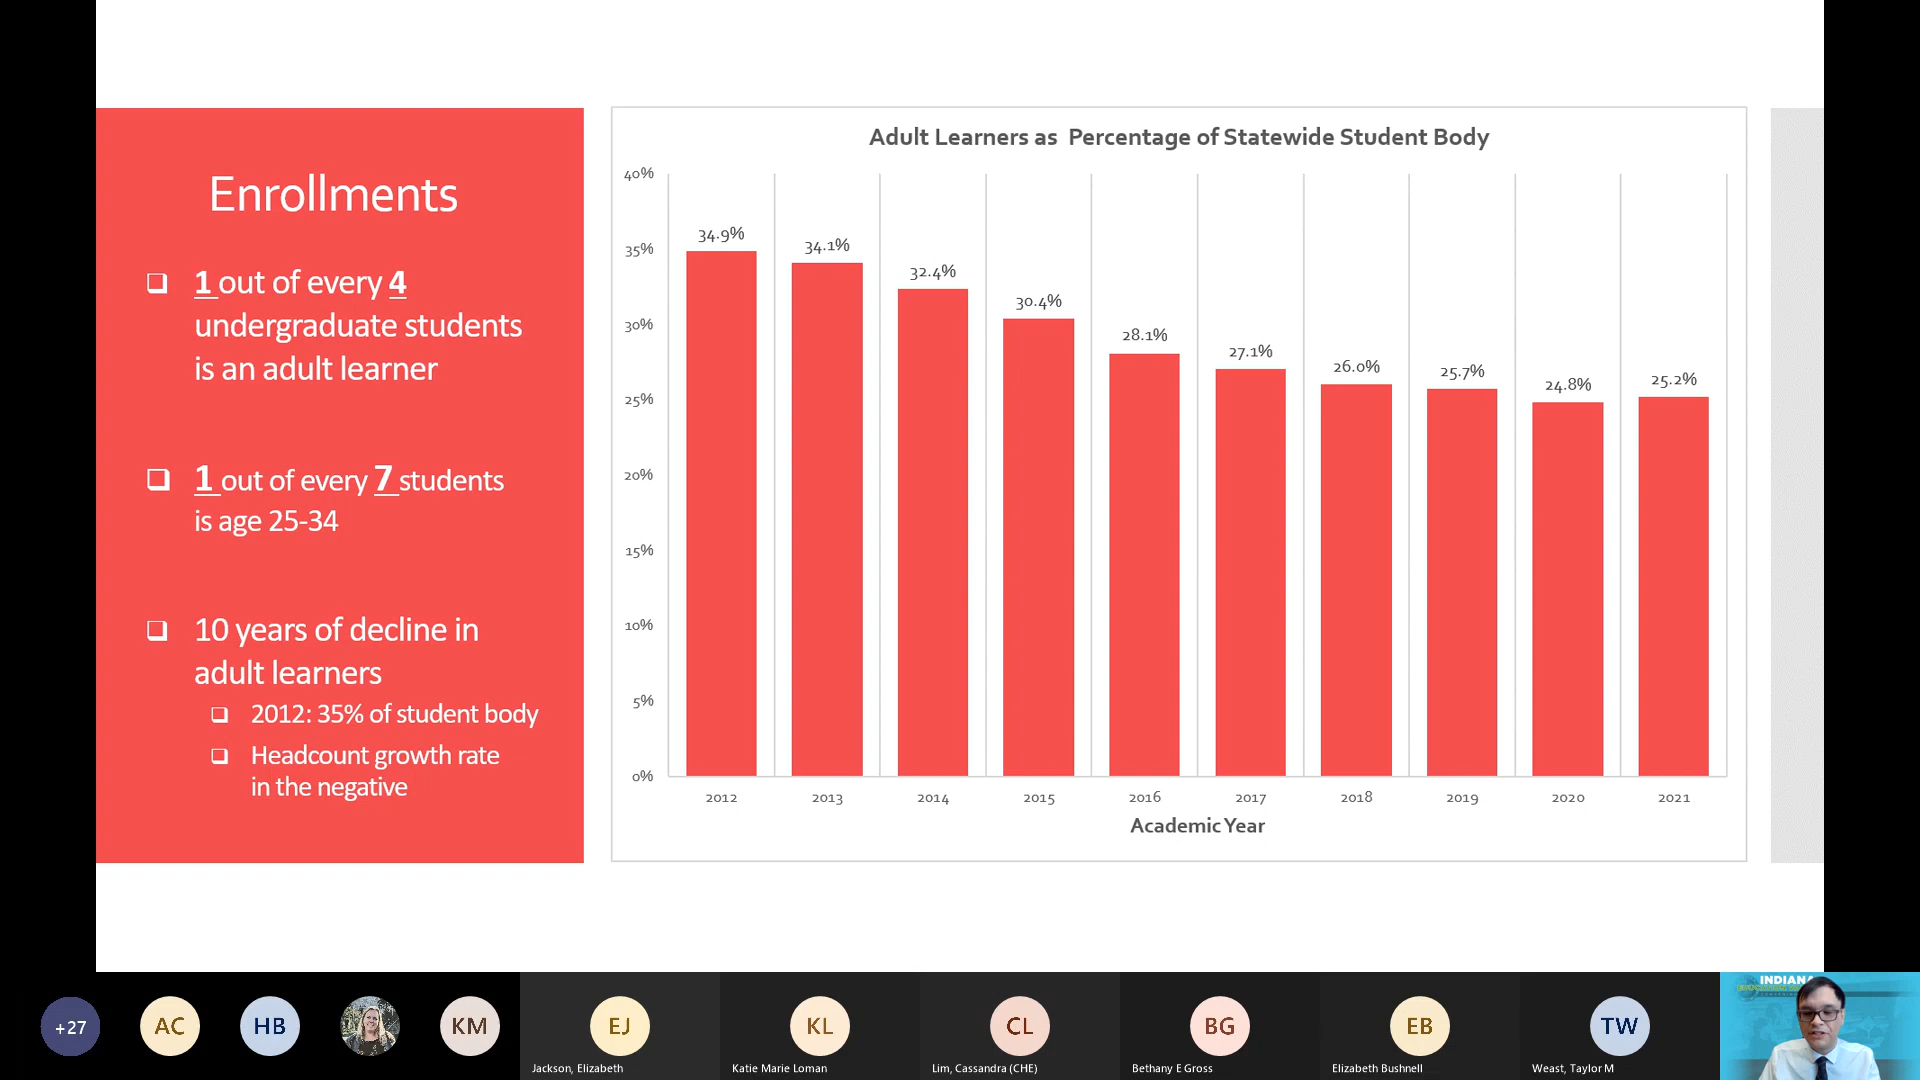 Enrollments
❑ 1 out of every 4
undergraduate students
is an adult learner
❑ 1 out of every 7 students
is age 25-34
❑ 10 years of decline in
adult learners
❑ 2012: 35% of student body
❑ Headcount growth rate
in the negative
Adult Learners as Percentage of Statewide Student Body
40%
35%
30%
25%
20%
15%
10%
5%
0%
34.9%
34.1%
32.4%
30.4%
28.1%
27.1%
26.0%
25.7%
24.8%
25.2%
2012 2013 2014 2015 2016 2017 2018 2019 2020 2021
Academic Year
+27
AC
HB
KM
EJ
Jackson, Elizabeth
KL
Katie Marie Loman
CL
Lim, Cassandra (CHE)
BG
Bethany E Gross
EB
Elizabeth Bushnell
TW
Weast, Taylor M
INDIANA